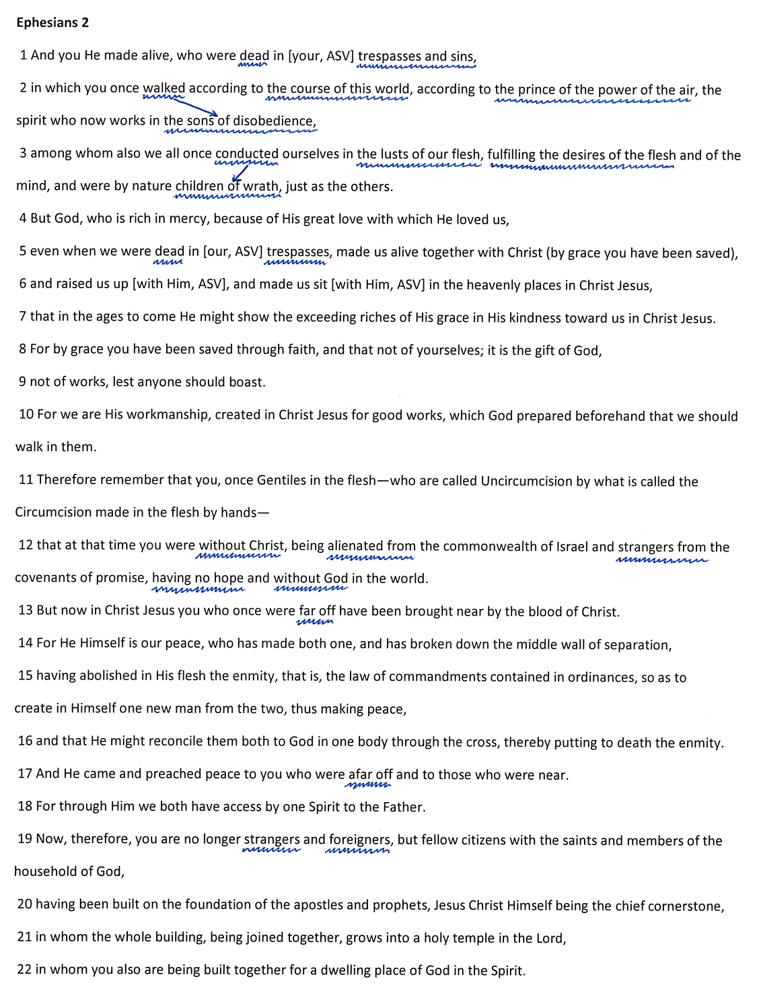 Ephesians 2
1 And you He made alive, who were dead in [your, ASV] trespasses and sins,
2 in which you once walked according to the course of this world, according to the prince of the power of the air, the
spirit who now works in the sons of disobedience,
3 among whom also we all once conducted ourselves in the lusts of our flesh, fulfilling the desires of the flesh and of the
mind, and were by nature children of wrath, just as the others.
4 But God, who is rich in mercy, because of His great love with which He loved us,
5 even when we were dead in [our, ASV] trespasses, made us alive together with Christ (by grace you have been saved),
6 and raised us up [with Him, ASV], and made us sit [with Him, ASV] in the heavenly places in Christ Jesus,
7 that in the ages to come He might show the exceeding riches of His grace in His kindness toward us in Christ Jesus.
8 For by grace you have been saved through faith, and that not of yourselves; it is the gift of God,
9 not of works, lest anyone should boast.
10 For we are His workmanship, created in Christ Jesus for good works, which God prepared beforehand that we should
walk in them.
11 Therefore remember that you, once Gentiles in the flesh—who are called Uncircumcision by what is called the
Circumcision made in the flesh by hands—
12 that at that time you were without Christ, being alienated from the commonwealth of Israel and strangers from the
covenants of promise, having no hope and without God in the world.
13 But now in Christ Jesus you who once were far off have been brought near by the blood of Christ.
14 For He Himself is our peace, who has made both one, and has broken down the middle wall of separation,
15 having abolished in His flesh the enmity, that is, the law of commandments contained in ordinances, so as to
create in Himself one new man from the two, thus making peace,
16 and that He might reconcile them both to God in one body through the cross, thereby putting to death the enmity.
17 And He came and preached peace to you who were afar off and to those who were near.
18 For through Him we both have access by one Spirit to the Father.
19 Now, therefore, you are no longer strangers and foreigners, but fellow citizens with the saints and members of the
household of God,
20 having been built on the foundation of the apostles and prophets, Jesus Christ Himself being the chief cornerstone,
21 in whom the whole building, being joined together, grows into a holy temple in the Lord,
22 in whom you also are being built together for a dwelling place of God in the Spirit.